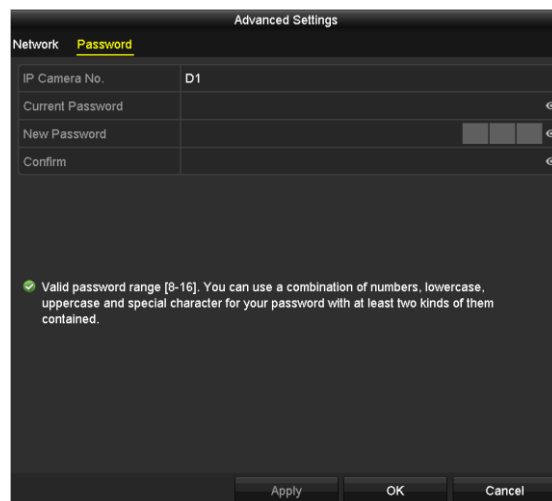 Advanced Settings
Network Password
IP Camera No. D1
Current Password
New Password
Confirm
Valid password range [8-16]. You can use a combination of numbers, lowercase,
uppercase and special character for your password with at least two kinds of them
contained.
Apply OK Cancel